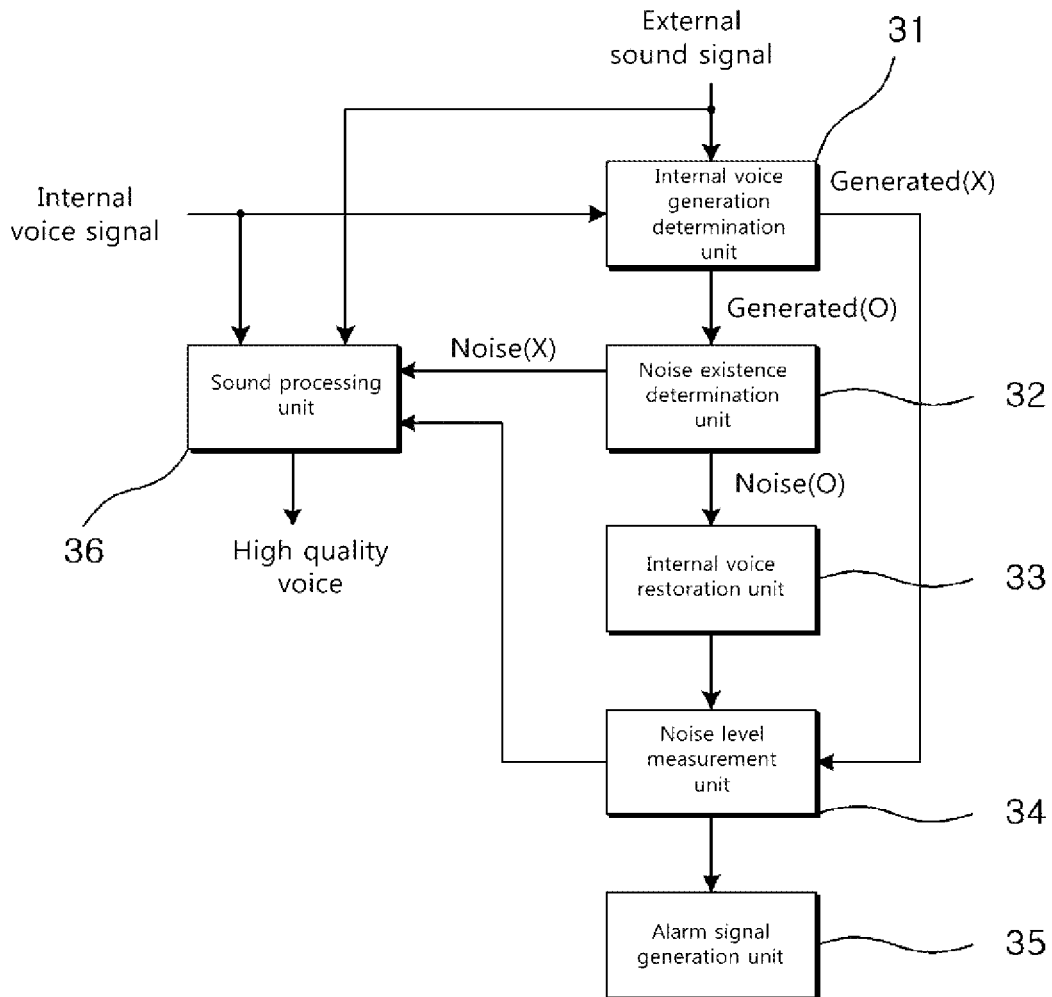 External
sound signal
31
Internal voice
generation
determination
unit
Generated(X)
Internal
voice signal
Generated(O)
Noise(X)
Sound processing
unit
Noise existence
determination
unit
32
Noise(O)
36
High quality
voice
Internal voice
restoration unit
33
Noise level
measurement
unit
34
Alarm signal
generation unit
35